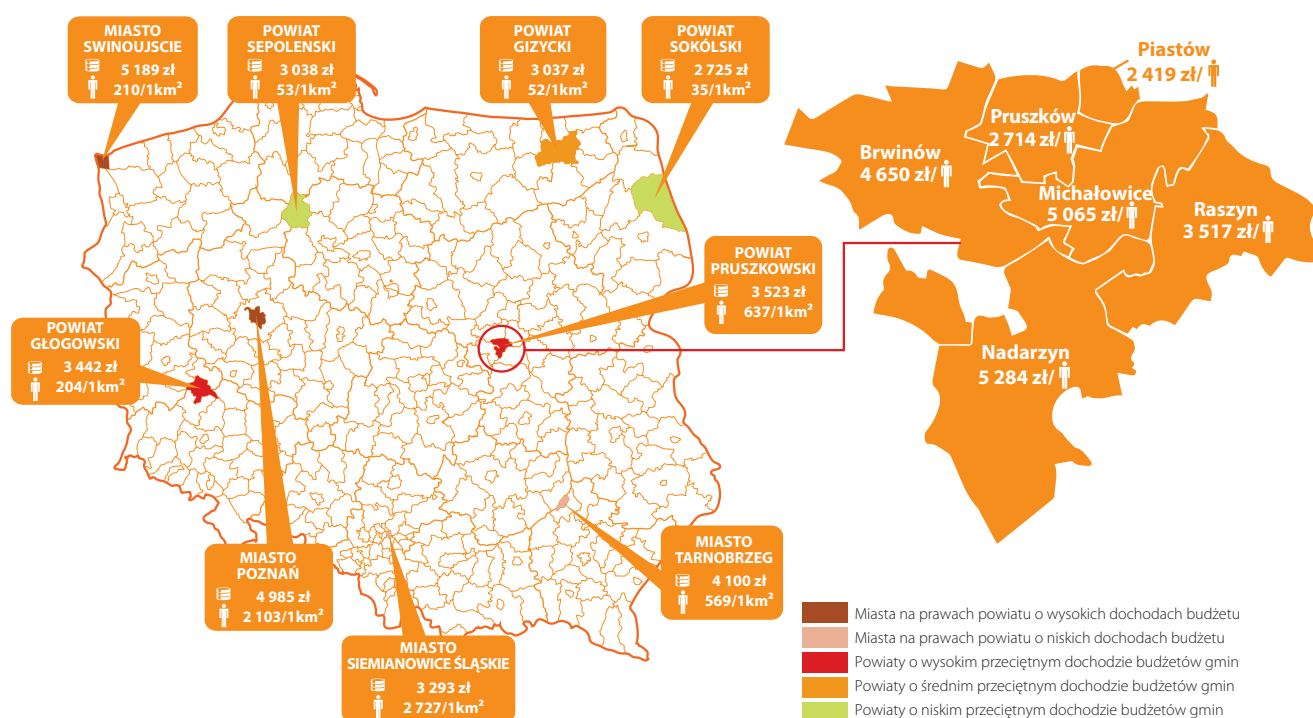 MIASTO
SWINOUJSCIE
5 189 zł
210/1km²
POWIAT
SEPOLENSKI
3 038 zł
53/1km²
POWIAT
GIZYCKI
3 037 zł
52/1km²
POWIAT
SOKÓLSKI
2 725 zł
35/1km²
POWIAT
PRUSZKOWSKI
3 523 zł
637/1km²
POWIAT
GŁOGOWSKI
3 442 zł
204/1km²
MIASTO
POZNAŃ
4 985 zł
2 103/1km²
MIASTO
SIEMIANOWICE ŚLĄSKIE
3 293 zł
2 727/1km²
MIASTO
TARNOBRZEG
4 100 zł
569/1km²
Piastów
2 419 zł/
Pruszków
2 714 zł/
Brwinów
4 650 zł/
Michałowice
5 065 zł/
Raszyn
3 517 zł/
Nadarzyn
5 284 zł/
Miasta na prawach powiatu o wysokich dochodach budżetu
Miasta na prawach powiatu o niskich dochodach budżetu
Powiaty o wysokim przeciętnym dochodzie budżetów gmin
Powiaty o średnim przeciętnym dochodzie budżetów gmin
Powiaty o niskim przeciętnym dochodzie budżetów gmin